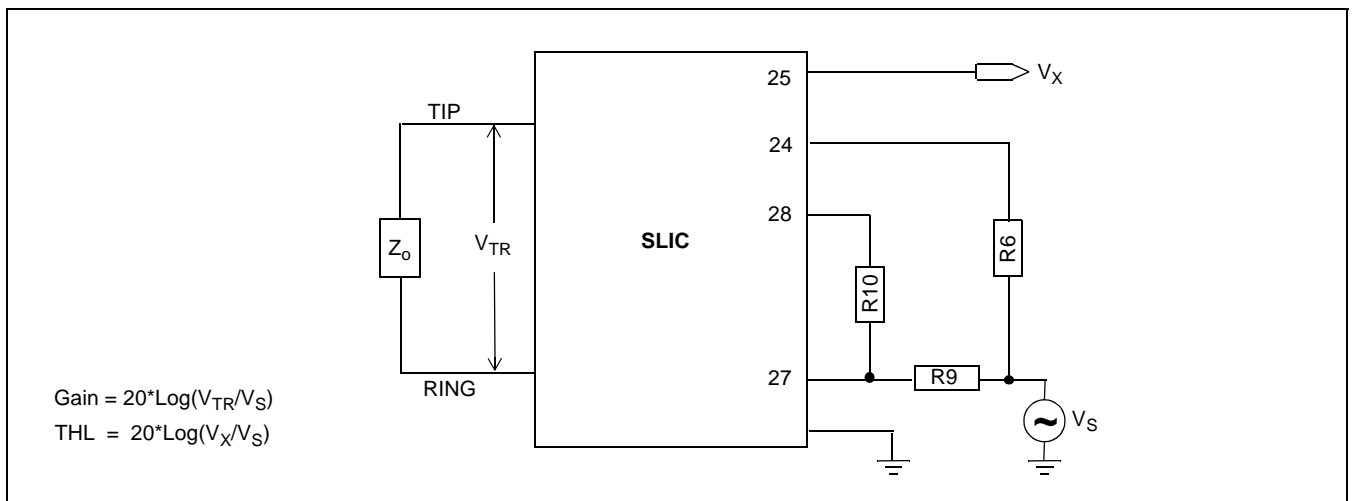 25
V_X
TIP
24
28
Z_o
V_TR
SLIC
R6
R10
27
R9
RING
V_S
Gain = 20*Log(V_TR/V_S)
THL = 20*Log(V_X/V_S)